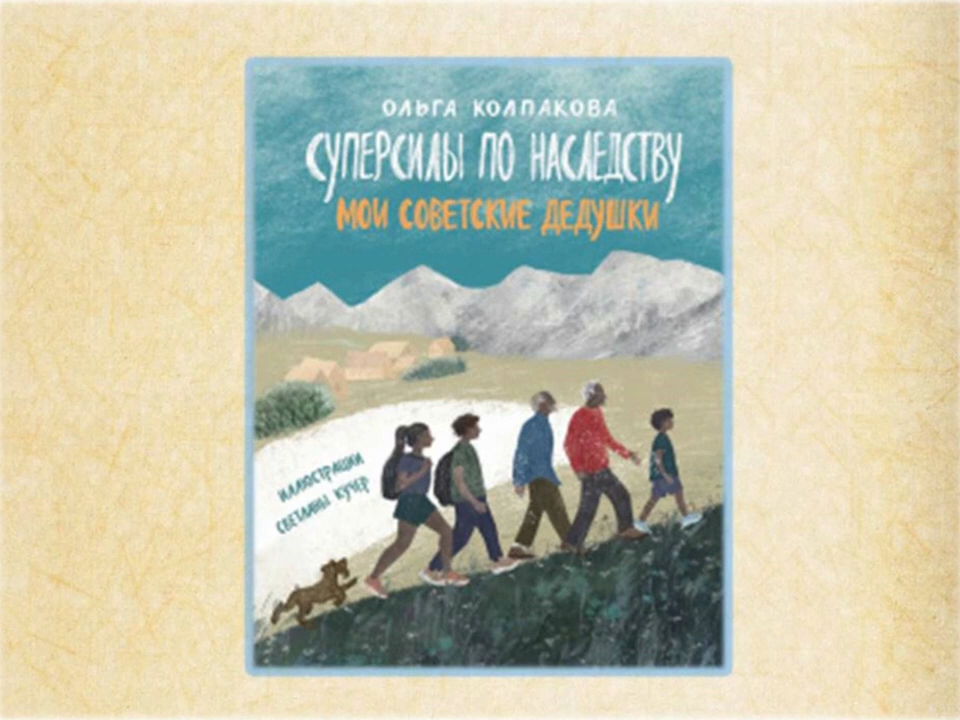 ОЛЬГА КОЛПАКОВА
СУПЕРСИЛЫ ПО НАСЛЕДСТВУ
МОИ СОВЕТСКИЕ ДЕДУШКИ
ИЛЛЮСТРАЦИИ
СВЕТЛАНЫ КУЧЕР